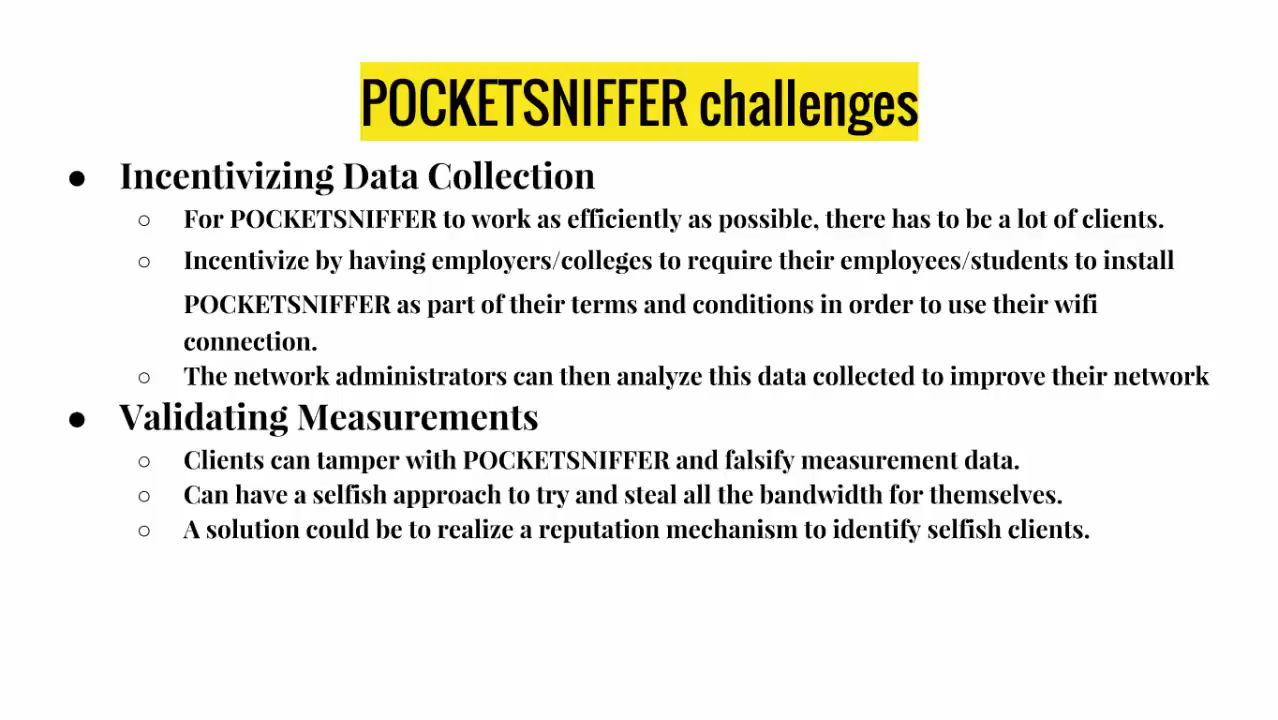 POCKETSNIFFER challenges
● Incentivizing Data Collection
○ For POCKETSNIFFER to work as efficiently as possible, there has to be a lot of clients.
○ Incentivize by having employers/colleges to require their employees/students to install
POCKETSNIFFER as part of their terms and conditions in order to use their wifi
connection.
○ The network administrators can then analyze this data collected to improve their network
● Validating Measurements
○ Clients can tamper with POCKETSNIFFER and falsify measurement data.
○ Can have a selfish approach to try and steal all the bandwidth for themselves.
○ A solution could be to realize a reputation mechanism to identify selfish clients.